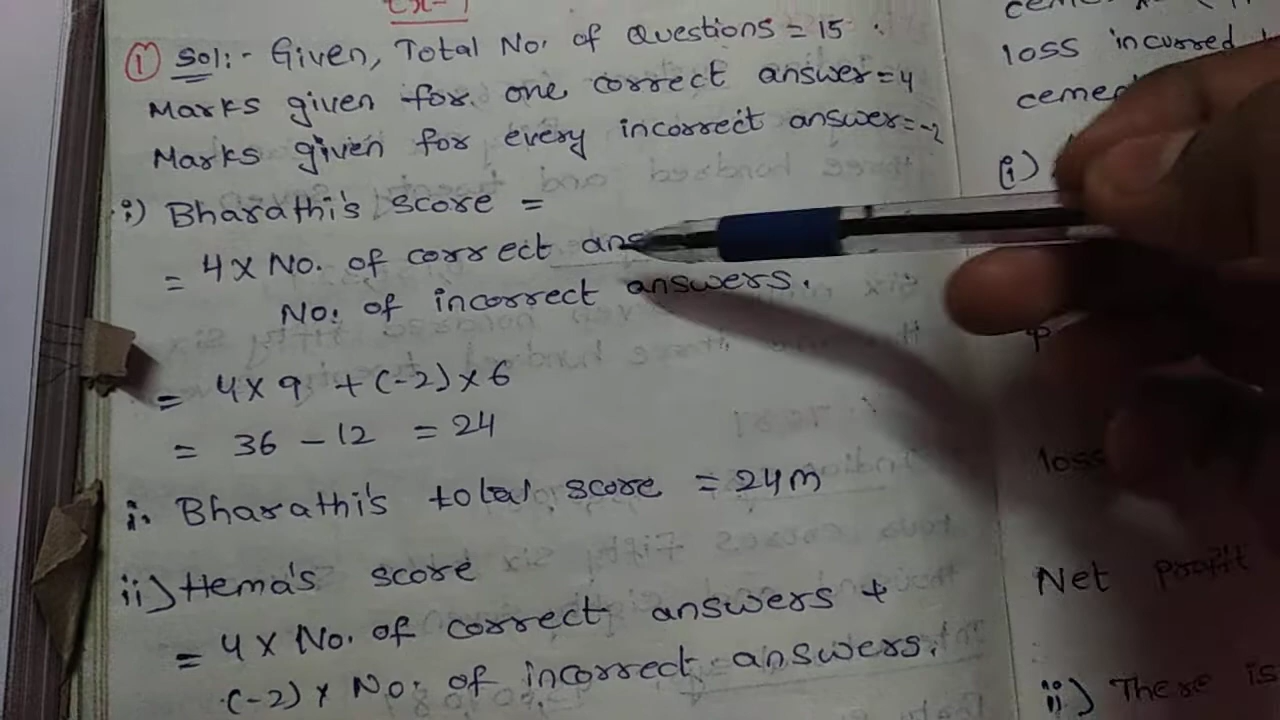 ① Sol:- Given, Total No. of Questions = 15.
Marks given for one correct answer = 4
Marks given for every incorrect answer = -2
i) Bharathi's score =
= 4 × No. of correct ans
No. of incorrect answers.
= 4 × 9 + (-2) × 6
= 36 - 12 = 24
i. Bharathi's total score = 24m
ii) Hema's score
= 4 × No. of correct answers +
(-2) × No. of incorrect answers.
loss incurred
(i)
loss
Net profit
ii) There is